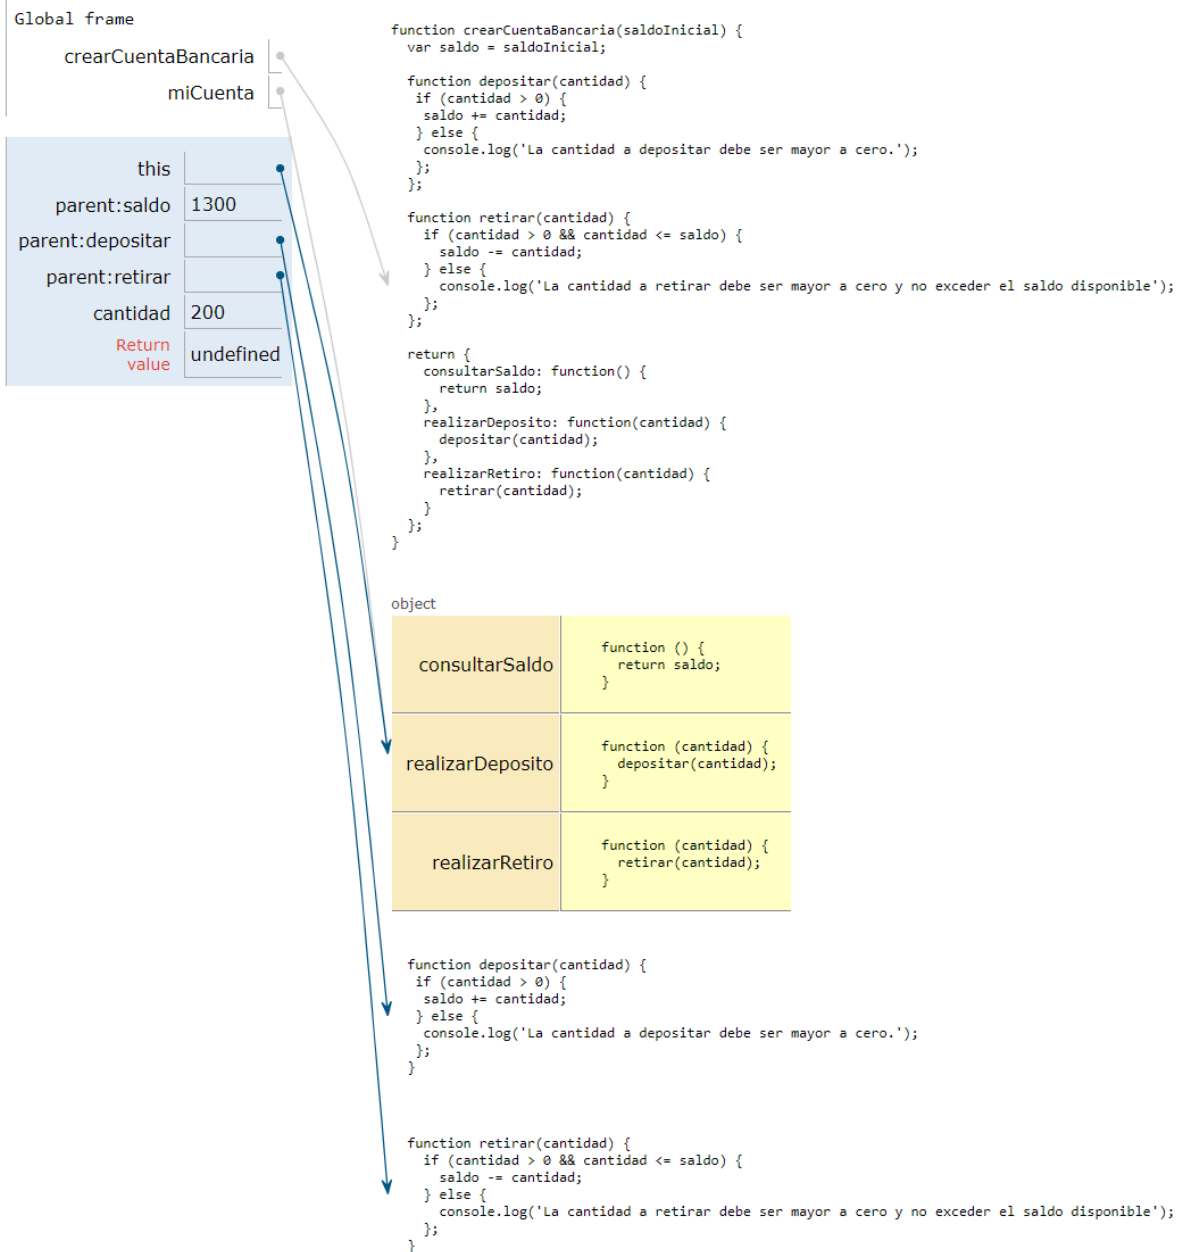 Global frame
crearCuentaBancaria
miCuenta
this
parent:saldo 1300
parent:depositar
parent:retirar
cantidad 200
Return
value undefined
function crearCuentaBancaria(saldoInicial) {
  var saldo = saldoInicial;
  function depositar(cantidad) {
   if (cantidad > 0) {
    saldo += cantidad;
   } else {
    console.log('La cantidad a depositar debe ser mayor a cero.');
   };
  };
  function retirar(cantidad) {
    if (cantidad > 0 && cantidad <= saldo) {
      saldo -= cantidad;
    } else {
      console.log('La cantidad a retirar debe ser mayor a cero y no exceder el saldo disponible');
    };
  };
  return {
    consultarSaldo: function() {
      return saldo;
    },
    realizarDeposito: function(cantidad) {
      depositar(cantidad);
    },
    realizarRetiro: function(cantidad) {
      retirar(cantidad);
    }
  };
}
object
consultarSaldo
function () {
  return saldo;
}
realizarDeposito
function (cantidad) {
  depositar(cantidad);
}
realizarRetiro
function (cantidad) {
  retirar(cantidad);
}
function depositar(cantidad) {
 if (cantidad > 0) {
  saldo += cantidad;
 } else {
  console.log('La cantidad a depositar debe ser mayor a cero.');
 };
}
function retirar(cantidad) {
  if (cantidad > 0 && cantidad <= saldo) {
    saldo -= cantidad;
  } else {
    console.log('La cantidad a retirar debe ser mayor a cero y no exceder el saldo disponible');
  };
}